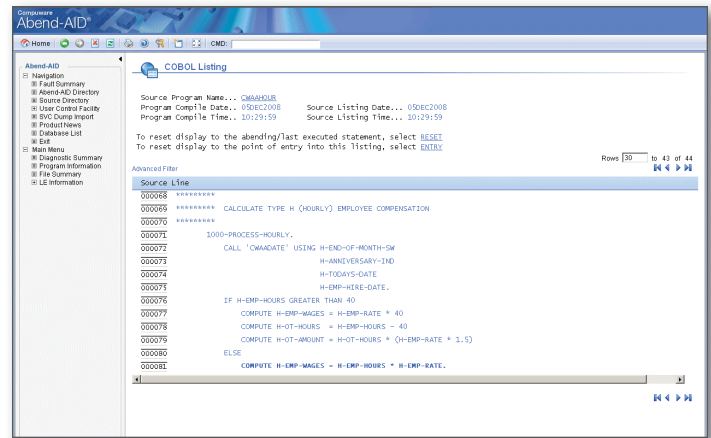 Compuware
Abend-AID®
Home
CMD:
Abend-AID
Navigation
Fault Summary
Abend-AID Directory
Source Directory
User Control Facility
SVC Dump Import
Product News
Database List
Exit
Main Menu
Diagnostic Summary
Program Information
File Summary
LE Information
COBOL Listing
Source Program Name... CWAAHOUR
Program Compile Date.. 05DEC2008 Source Listing Date... 05DEC2008
Program Compile Time.. 10:29:59 Source Listing Time... 10:29:59
To reset display to the abending/last executed statement, select RESET
To reset display to the point of entry into this listing, select ENTRY
Rows 30 to 43 of 44
Advanced Filter
Source Line
000068 *********
000069 ********* CALCULATE TYPE H (HOURLY) EMPLOYEE COMPENSATION
000070 *********
000071 1000-PROCESS-HOURLY.
000072 CALL 'CWAADATE' USING H-END-OF-MONTH-SW
000073 H-ANNIVERSARY-IND
000074 H-TODAYS-DATE
000075 H-EMP-HIRE-DATE.
000076 IF H-EMP-HOURS GREATER THAN 40
000077 COMPUTE H-EMP-WAGES = H-EMP-RATE * 40
000078 COMPUTE H-OT-HOURS = H-EMP-HOURS - 40
000079 COMPUTE H-OT-AMOUNT = H-OT-HOURS * (H-EMP-RATE * 1.5)
000080 ELSE
000081 COMPUTE H-EMP-WAGES = H-EMP-HOURS * H-EMP-RATE.